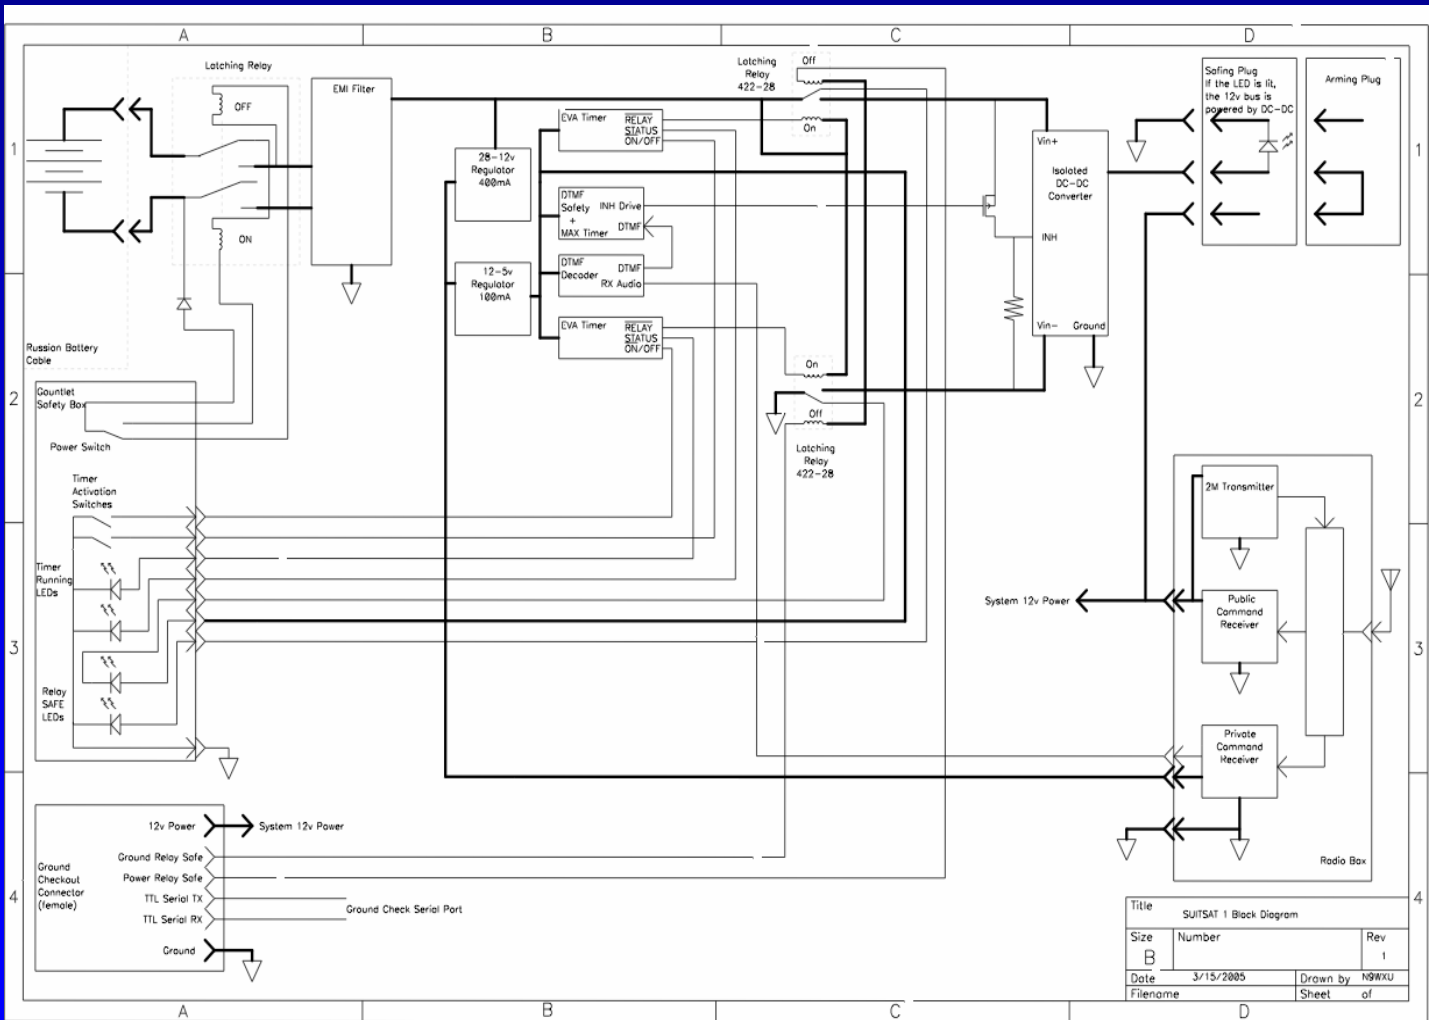 A
B
C
D
Latching Relay
OFF
ON
EMI Filter
Latching
Relay
422-28
Off
On
Safing Plug
If the LED is lit,
the 12v bus is
powered by DC-DC
Arming Plug
1
1
EVA Timer
RELAY
STATUS
ON/OFF
28-12v
Regulator
400mA
DTMF
Safety
+
MAX Timer
INH Drive
DTMF
DTMF
Decoder
DTMF
RX Audio
12-5v
Regulator
100mA
EVA Timer
RELAY
STATUS
ON/OFF
Vin+
Isolated
DC-DC
Converter
INH
Vin-
Ground
Russion Battery
Cable
2
2
Gauntlet
Safety Box
Power Switch
On
Off
Latching
Relay
422-28
Timer
Activation
Switches
Timer
Running
LEDs
Relay
SAFE
LEDs
3
3
2M Transmitter
System 12v Power
Public
Command
Receiver
Private
Command
Receiver
Radio Box
4
4
12v Power
System 12v Power
Ground Relay Safe
Power Relay Safe
TTL Serial TX
TTL Serial RX
Ground
Ground
Checkout
Connector
(female)
Ground Check Serial Port
Title
SUITSAT 1 Block Diagram
Size
B
Number
Rev
1
Date
3/15/2005
Drawn by
N9WXU
Filename
Sheet
of
A
B
C
D